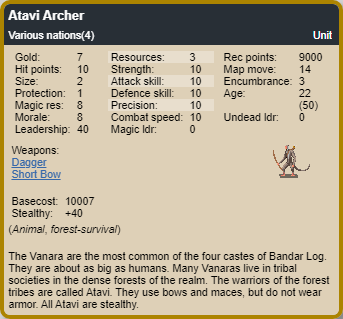 Atavi Archer
Various nations(4) Unit
Gold: 7 Resources: 3 Rec points: 9000
Hit points: 10 Strength: 10 Map move: 14
Size: 2 Attack skill: 10 Encumbrance: 3
Protection: 1 Defence skill: 10 Age: 22
Magic res: 8 Precision: 10 (50)
Morale: 8 Combat speed: 10 Undead ldr: 0
Leadership: 40 Magic ldr: 0
Weapons:
Dagger
Short Bow
Basecost: 10007
Stealthy: +40
(Animal, forest-survival)
The Vanara are the most common of the four castes of Bandar Log.
They are about as big as humans. Many Vanaras live in tribal
societies in the dense forests of the realm. The warriors of the forest
tribes are called Atavi. They use bows and maces, but do not wear
armor. All Atavi are stealthy.